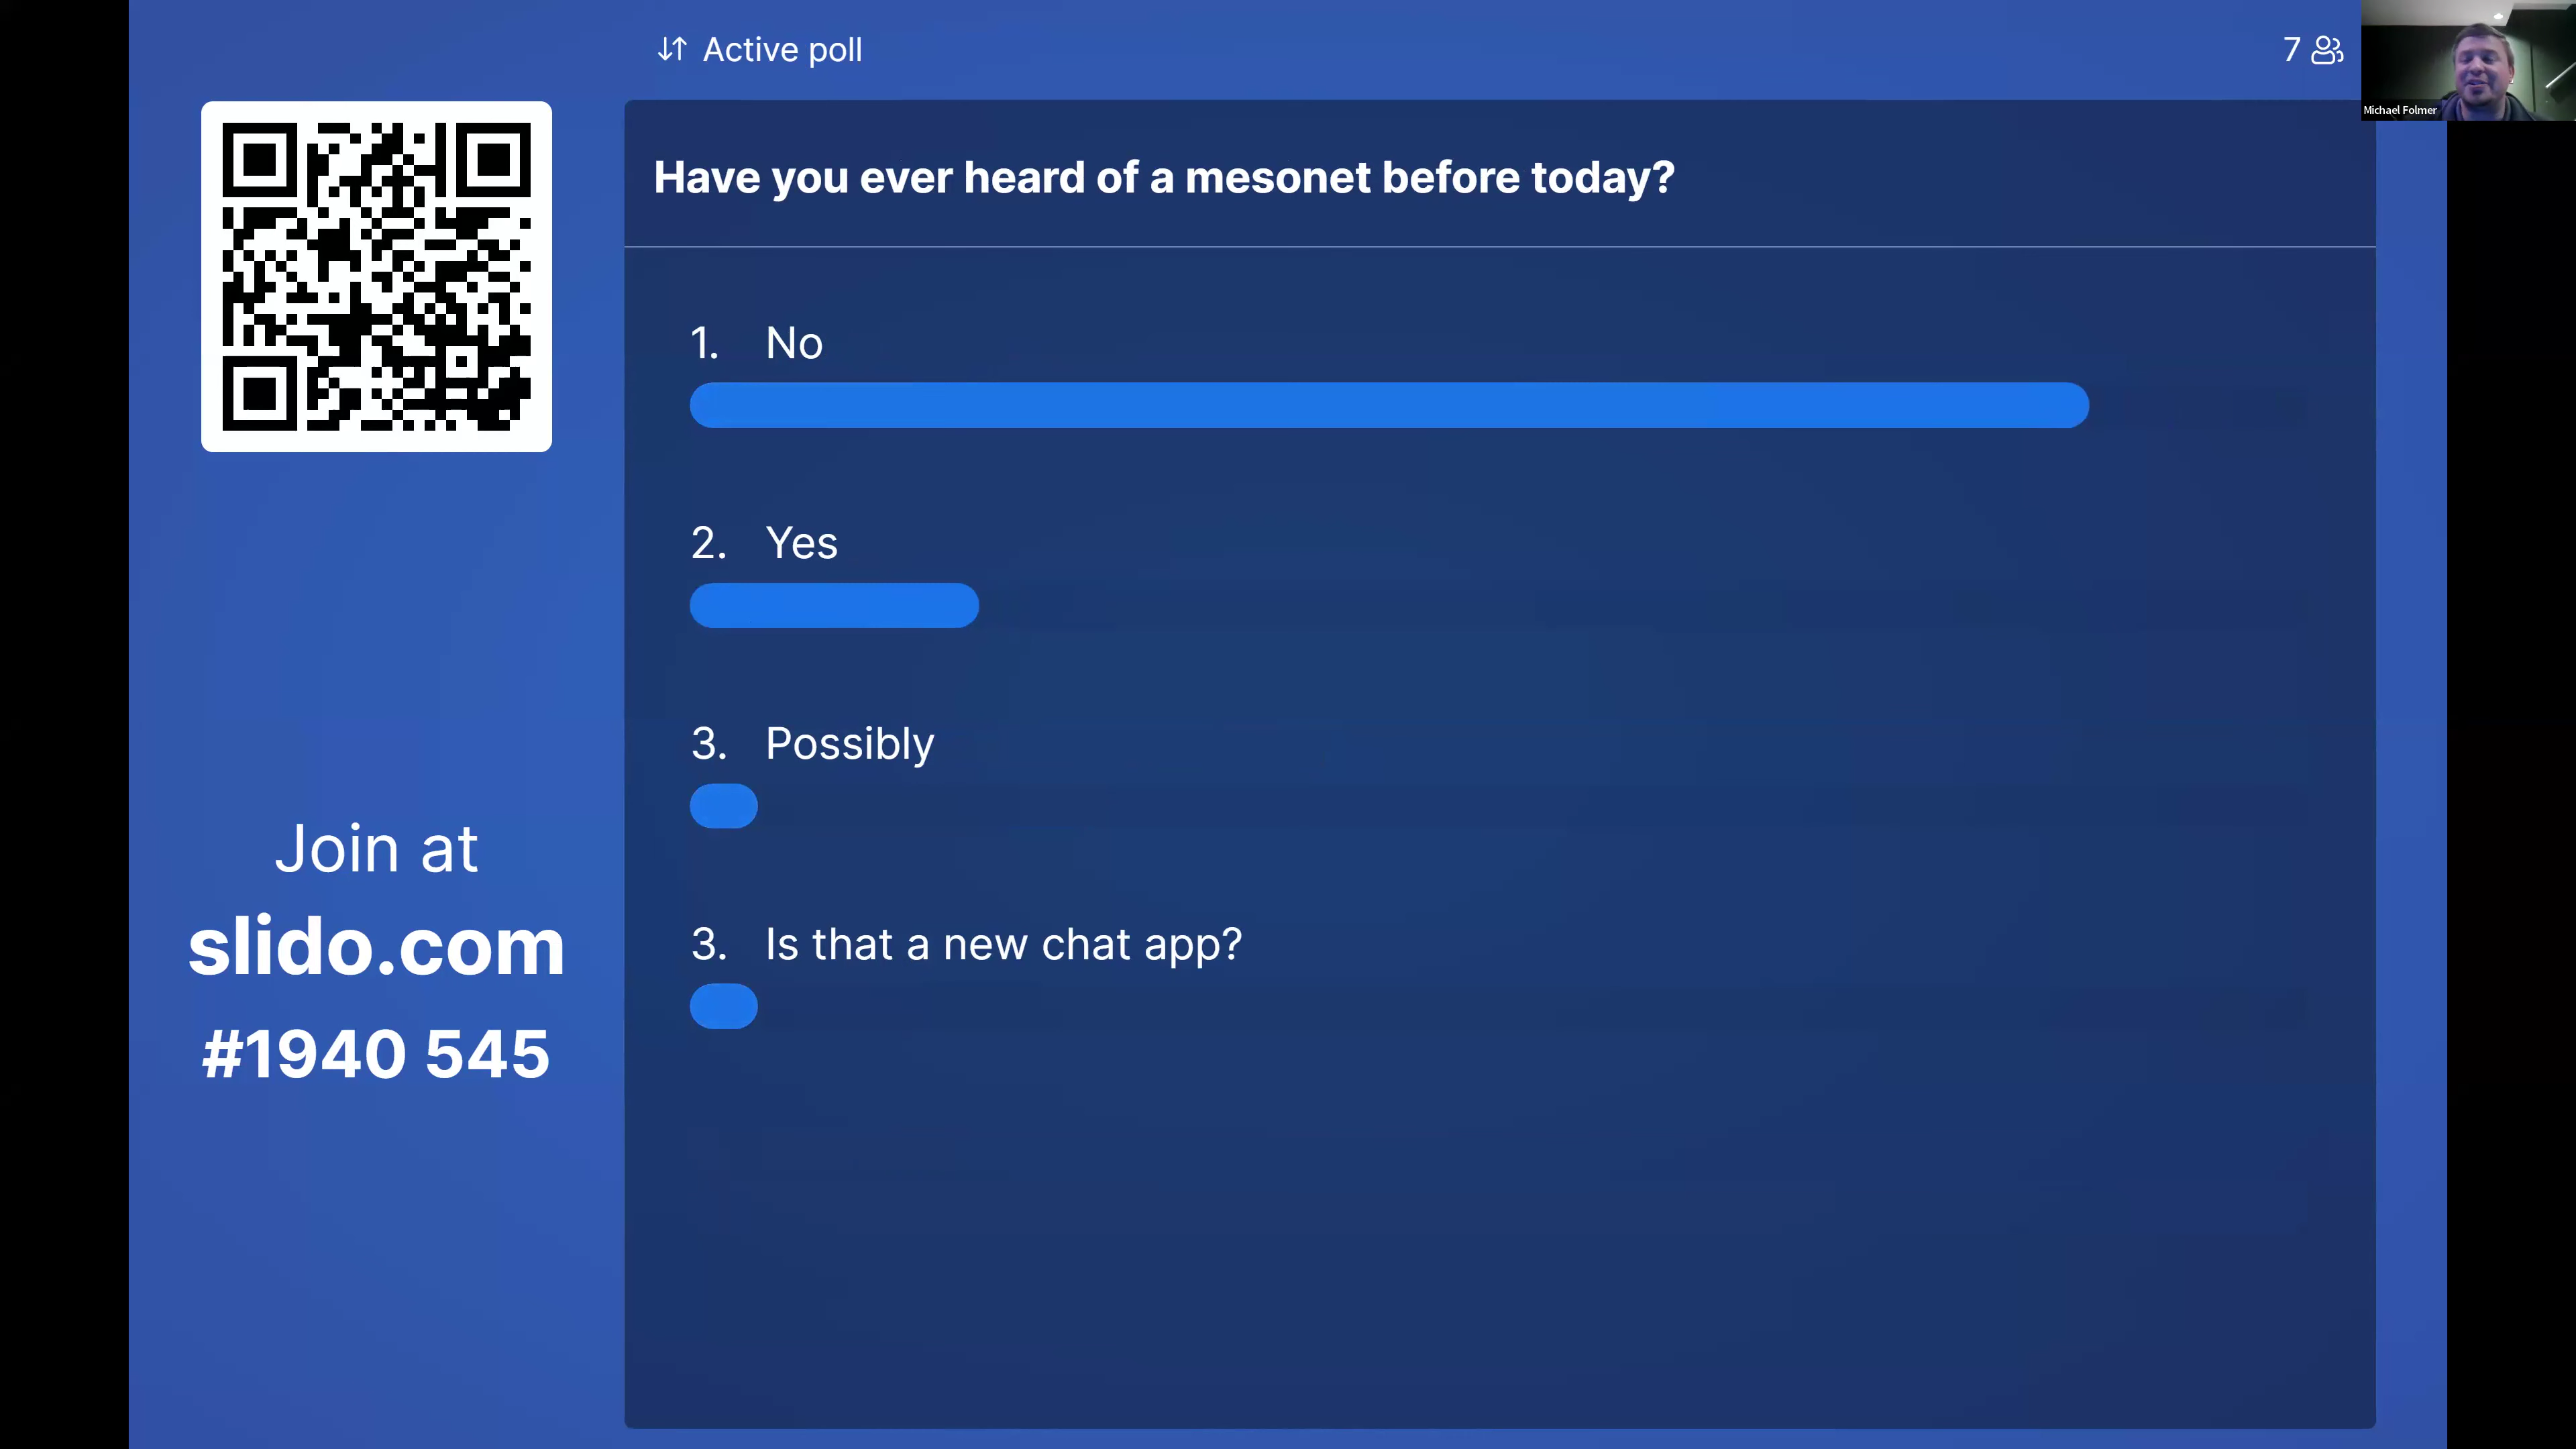 Active poll
7
Michael Folmer
Have you ever heard of a mesonet before today?
1. No
2. Yes
3. Possibly
3. Is that a new chat app?
Join at
slido.com
#1940 545